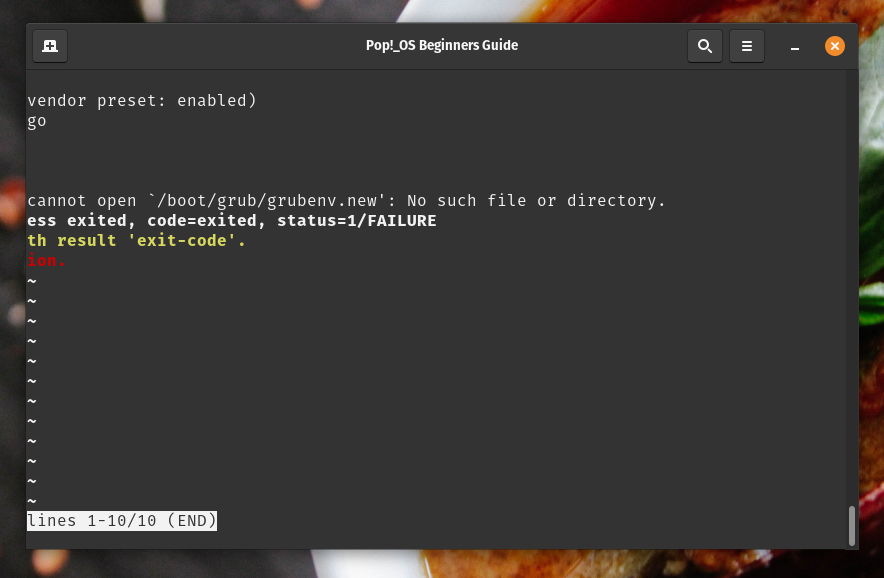 Pop!_OS Beginners Guide
vendor preset: enabled)
go
cannot open `/boot/grub/grubenv.new': No such file or directory.
ess exited, code=exited, status=1/FAILURE
th result 'exit-code'.
ion.
~
~
~
~
~
~
~
~
~
~
~
~
lines 1-10/10 (END)